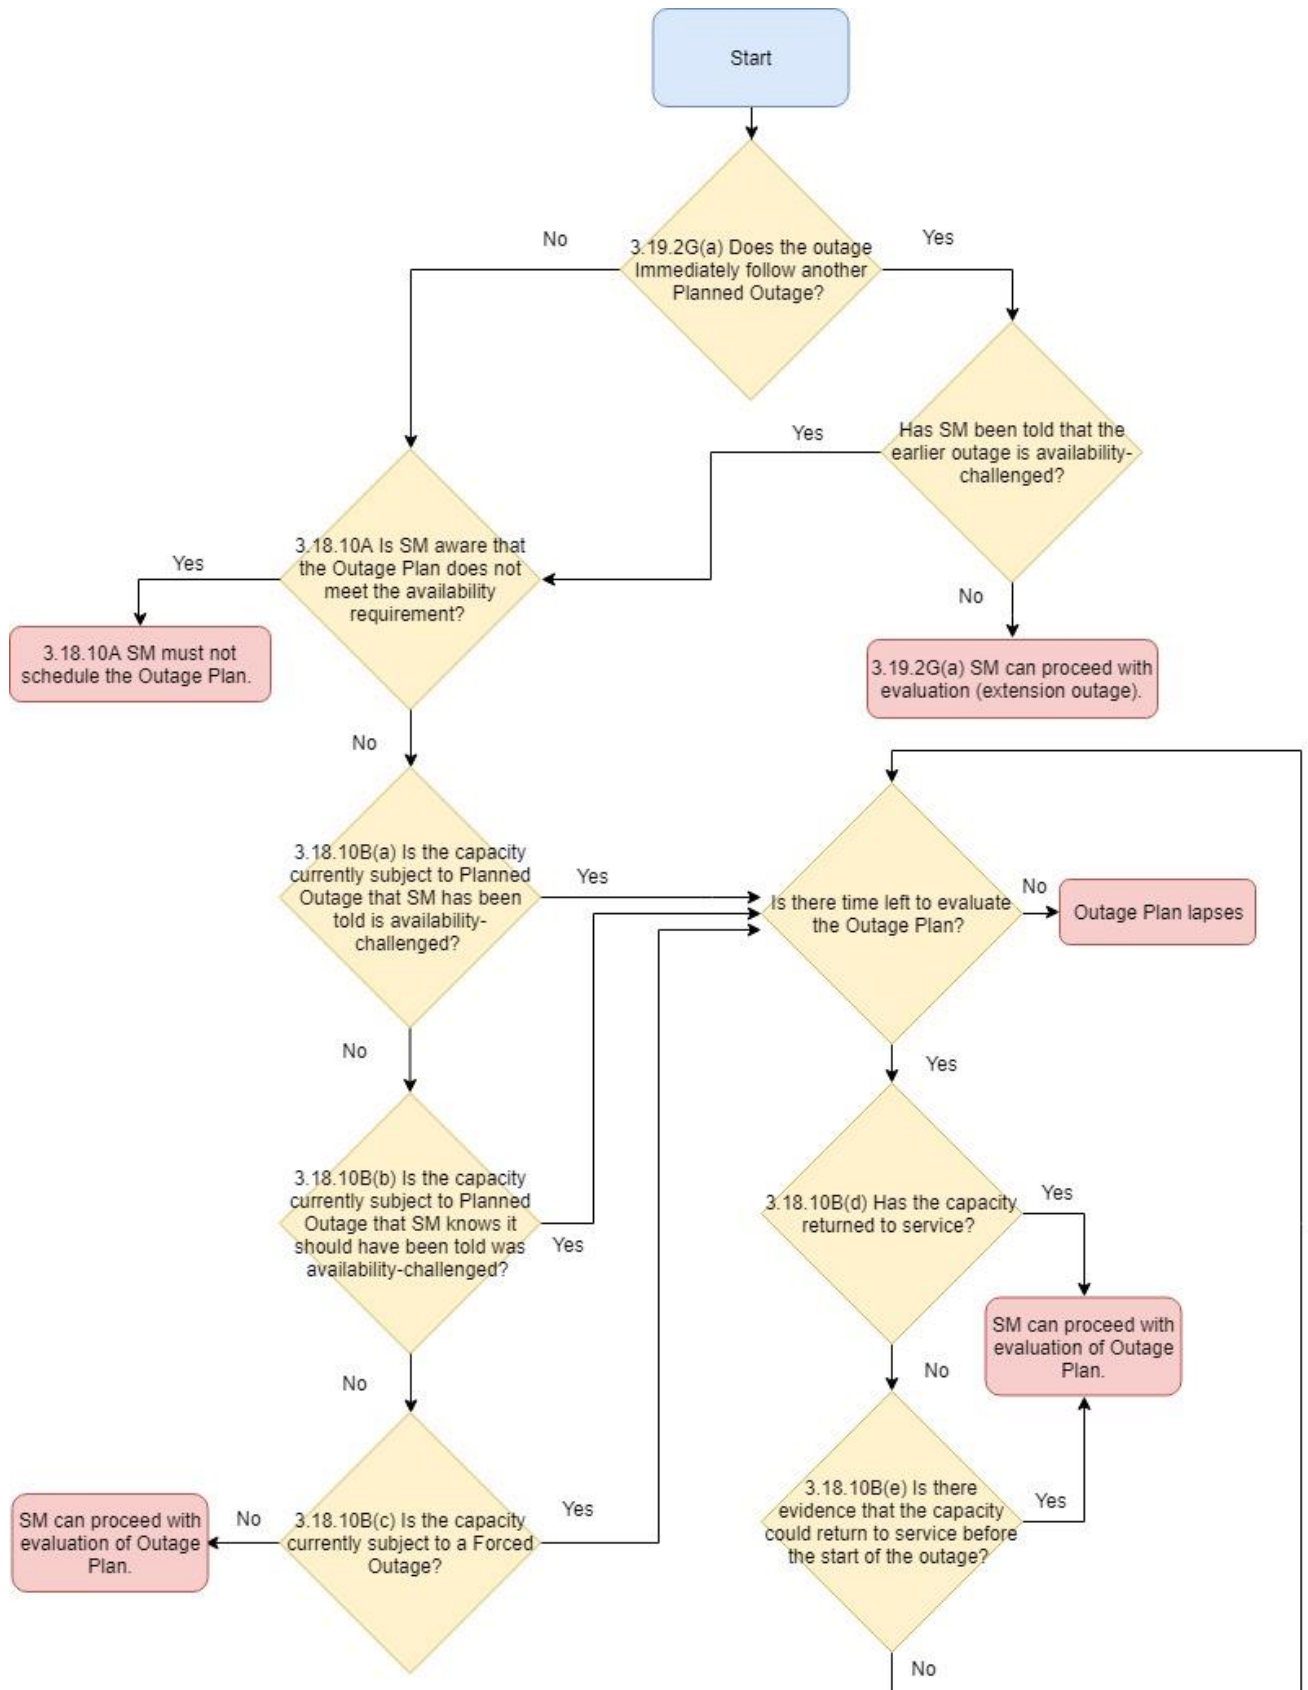 Start
No
3.19.2G(a) Does the outage
Immediately follow another
Planned Outage?
Yes
Yes
Has SM been told that the
earlier outage is availability-
challenged?
Yes
3.18.10A Is SM aware that
the Outage Plan does not
meet the availability
requirement?
No
3.18.10A SM must not
schedule the Outage Plan.
3.19.2G(a) SM can proceed with
evaluation (extension outage).
No
3.18.10B(a) Is the capacity
currently subject to Planned
Outage that SM has been
told is availability-
challenged?
Yes
Is there time left to evaluate
the Outage Plan?
No
Outage Plan lapses
No
Yes
3.18.10B(b) Is the capacity
currently subject to Planned
Outage that SM knows it
should have been told was
availability-challenged?
Yes
3.18.10B(d) Has the capacity
returned to service?
Yes
SM can proceed with
evaluation of Outage
Plan.
No
No
3.18.10B(c) Is the capacity
currently subject to a Forced
Outage?
Yes
No
SM can proceed with
evaluation of Outage
Plan.
3.18.10B(e) Is there
evidence that the capacity
could return to service before
the start of the outage?
Yes
No